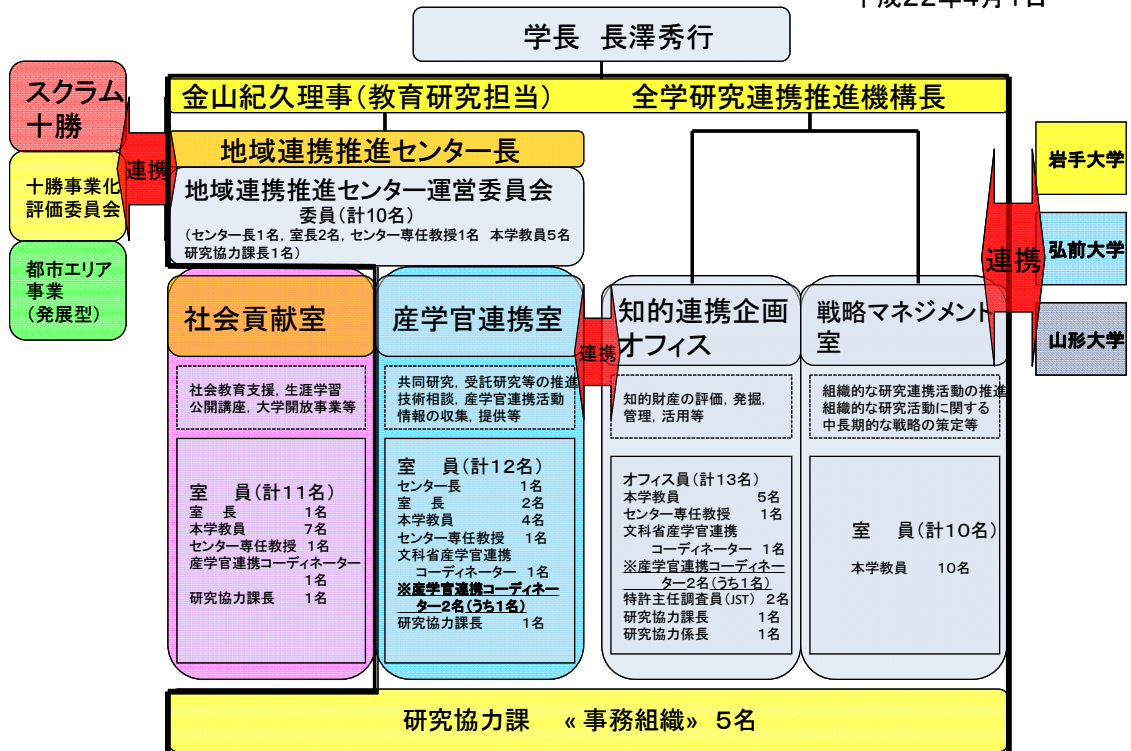 平成22年4月1日
学長 長澤秀行
スクラム
十勝
十勝事業化
評価委員会
都市エリア
事業
(発展型)
連携
金山紀久理事(教育研究担当) 全学研究連携推進機構長
地域連携推進センター長
地域連携推進センター運営委員会
委員(計10名)
(センター長1名, 室長2名, センター専任教授1名 本学教員5名
研究協力課長1名)
社会貢献室
社会教育支援, 生涯学習
公開講座, 大学開放事業等
室 員(計11名)
室 長 1名
本学教員 7名
センター専任教授 1名
産学官連携コーディネーター
1名
研究協力課長 1名
産学官連携室
共同研究, 受託研究等の推進
技術相談, 産学官連携活動
情報の収集, 提供等
室 員(計12名)
センター長 1名
室 長 2名
本学教員 4名
センター専任教授 1名
文科省産学官連携
コーディネーター 1名
※産学官連携コーディネー
ター2名(うち1名)
研究協力課長 1名
連携
知的連携企画
オフィス
知的財産の評価, 発掘,
管理, 活用等
オフィス員(計13名)
本学教員 5名
センター専任教授 1名
文科省産学官連携
コーディネーター 1名
※産学官連携コーディネ
ーター2名(うち1名)
特許主任調査員(JST) 2名
研究協力課長 1名
研究協力係長 1名
戦略マネジメント
室
組織的な研究連携活動の推進
組織的な研究活動に関する
中長期的な戦略の策定等
室 員(計10名)
本学教員 10名
連携
岩手大学
弘前大学
山形大学
研究協力課 «事務組織» 5名